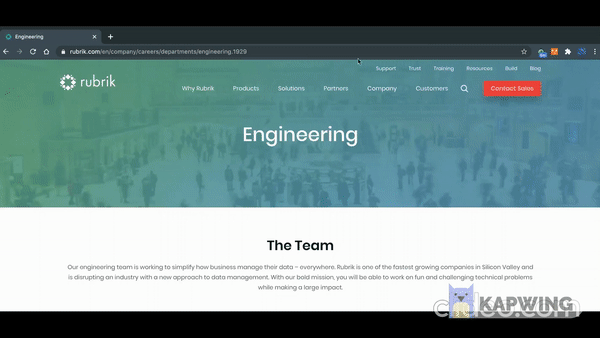 Engineering
rubrik.com/en/company/careers/departments/engineering.1929
Support Trust Training Resources Build Blog
rubrik
Why Rubrik Products Solutions Partners Company Customers Contact Sales
Engineering
The Team
Our engineering team is working to simplify how business manage their data – everywhere. Rubrik is one of the fastest growing companies in Silicon Valley and
is disrupting an industry with a new approach to data management. With our bold mission, you will be able to work on fun and challenging technical problems
while making a large impact.
KAPWING